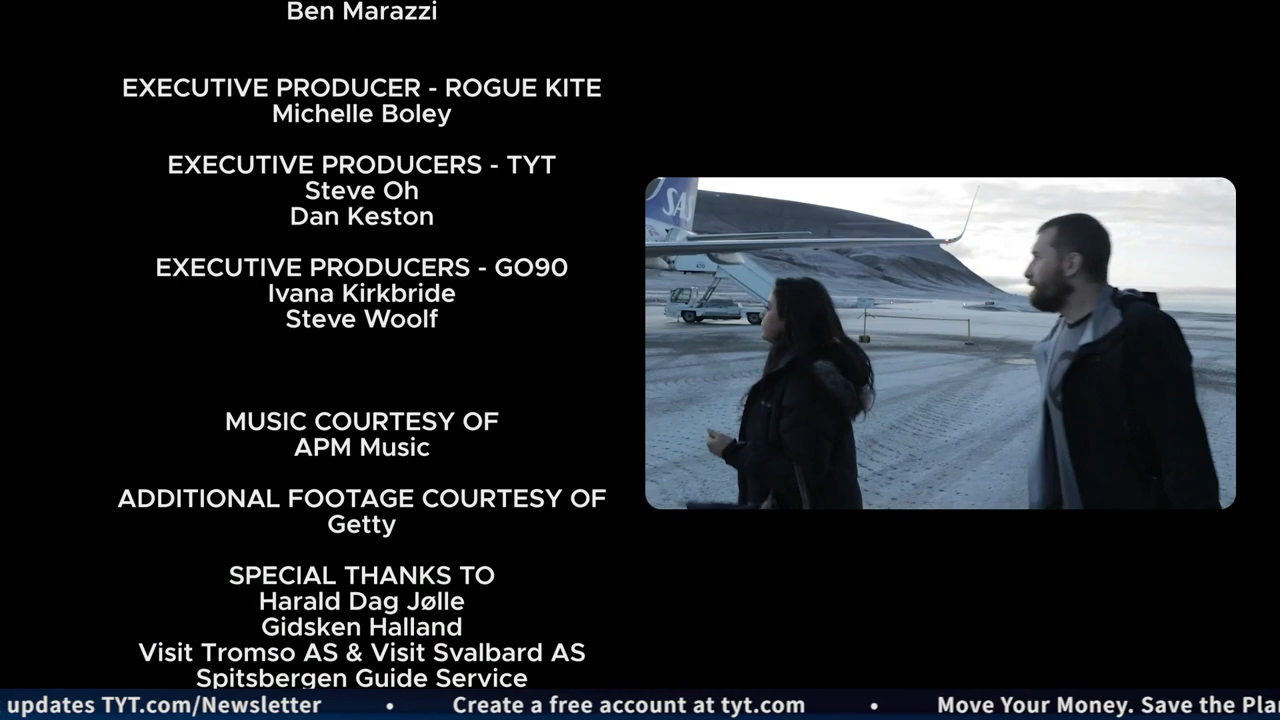 Ben Marazzi
EXECUTIVE PRODUCER - ROGUE KITE
Michelle Boley
EXECUTIVE PRODUCERS - TYT
Steve Oh
Dan Keston
EXECUTIVE PRODUCERS - GO90
Ivana Kirkbride
Steve Woolf
MUSIC COURTESY OF
APM Music
ADDITIONAL FOOTAGE COURTESY OF
Getty
SPECIAL THANKS TO
Harald Dag Jølle
Gidsken Halland
Visit Tromso AS & Visit Svalbard AS
Spitsbergen Guide Service
SAS
updates TYT.com/Newsletter • Create a free account at tyt.com • Move Your Money. Save the Pla